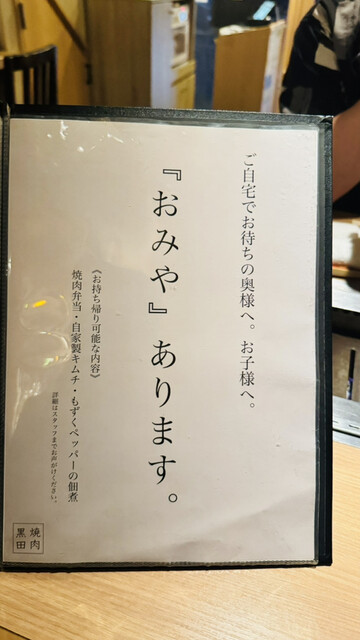 ご自宅でお待ちの奥様へ。お子様へ。
『おみや』あります。
《お持ち帰り可能な内容》
焼肉弁当・自家製キムチ・もずくペッパーの佃煮
詳細はスタッフまでお声がけください。
焼肉
黒田